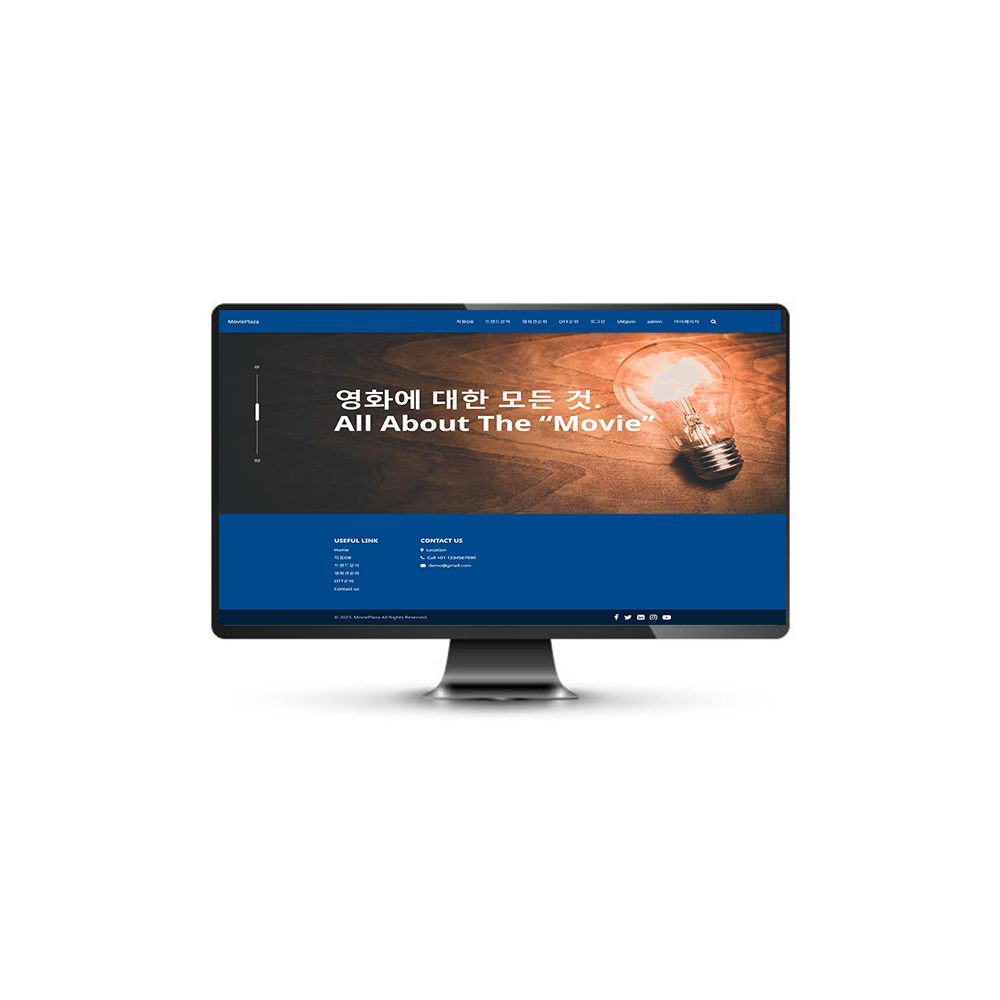 MoviePlaza 작품DB 트렌드분석 영화관순위 OTT순위 로그인 SNSjoin admin 마이페이지
01
영화에 대한 모든 것.
All About The “Movie”
02
USEFUL LINK
Home
작품DB
트렌드분석
영화관순위
OTT순위
Contact us
CONTACT US
Location
Call +01 1234567890
demo@gmail.com
© 2023. MoviePlaza All Rights Reserved.